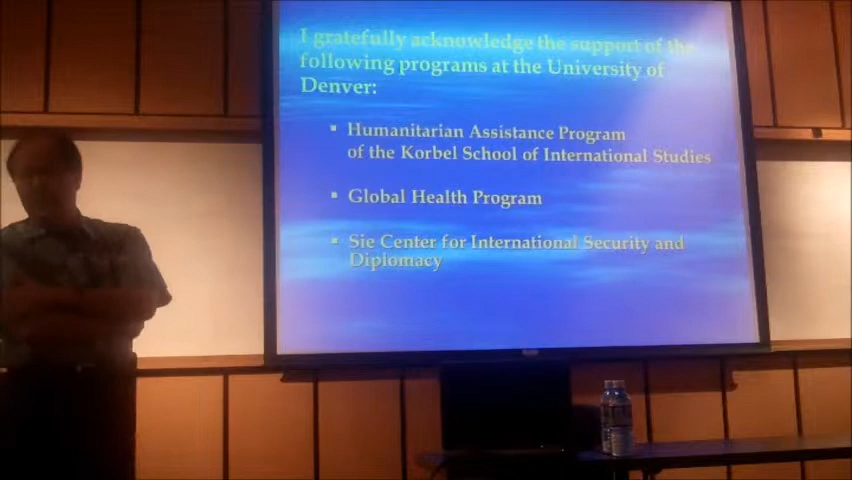 I gratefully acknowledge the support of the
following programs at the University of
Denver:
▪ Humanitarian Assistance Program
of the Korbel School of International Studies
▪ Global Health Program
▪ Sie Center for International Security and
Diplomacy